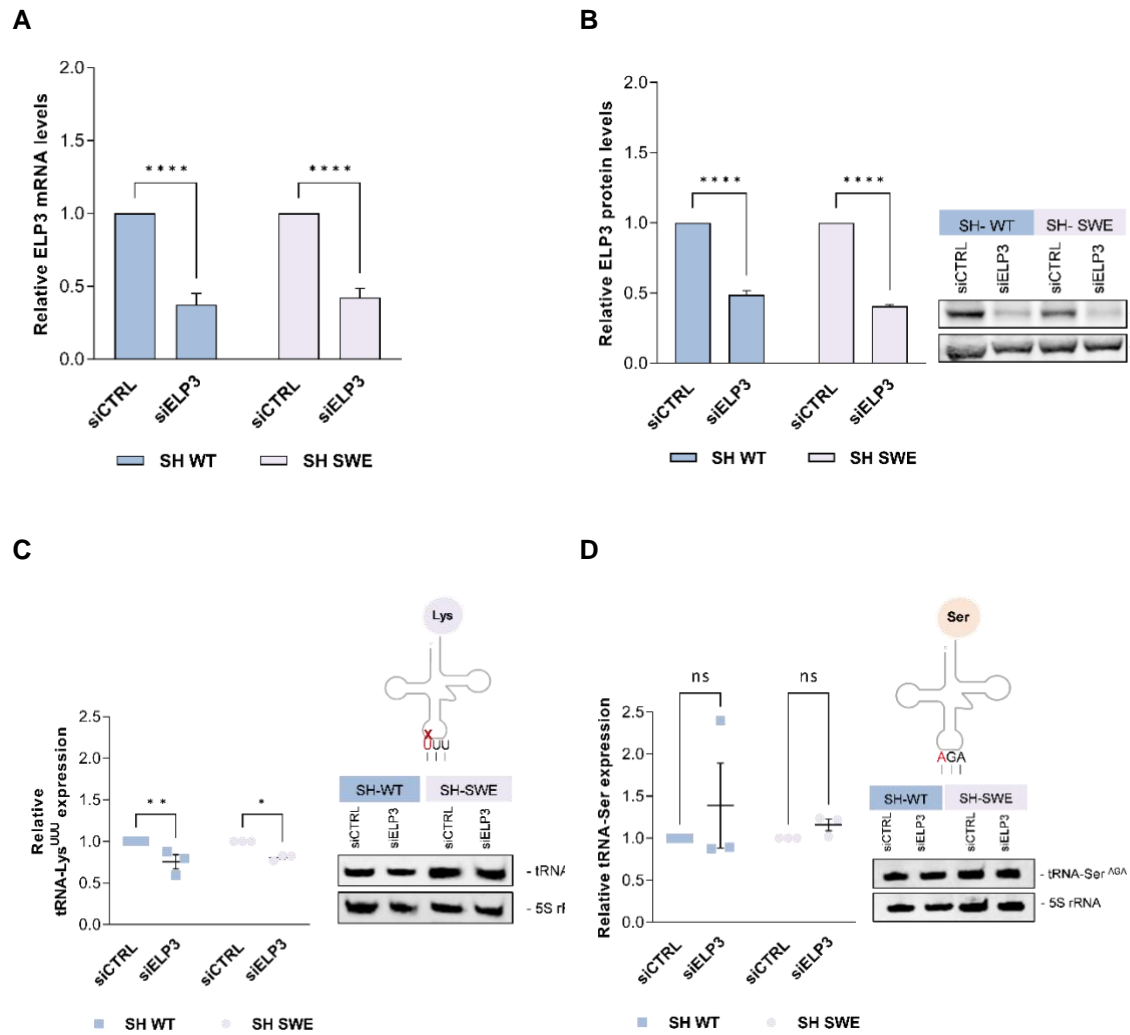 A
2.0
1.5
1.0
0.5
0.0
Relative ELP3 mRNA levels
****
****
siCTRL
siELP3
siCTRL
siELP3
SH WT
SH SWE
B
2.0
1.5
1.0
0.5
0.0
Relative ELP3 protein levels
****
****
siCTRL
siELP3
siCTRL
siELP3
SH WT
SH SWE
SH- WT
SH- SWE
siCTRL
siELP3
siCTRL
siELP3
C
Relative
tRNA-Lys^UUU expression
2.5
2.0
1.5
1.0
0.5
0.0
**
*
siCTRL
siELP3
siCTRL
siELP3
SH WT
SH SWE
Lys
X
UUU
SH-WT
SH-SWE
siCTRL
siELP3
siCTRL
siELP3
- tRNA
- 5S rF
D
Relative tRNA-Ser expression
2.5
2.0
1.5
1.0
0.5
0.0
ns
ns
siCTRL
siELP3
siCTRL
siELP3
SH WT
SH SWE
Ser
AGA
SH-WT
SH-SWE
siCTRL
siELP3
siCTRL
siELP3
- tRNA-Ser ^AGA
- 5S rRNA